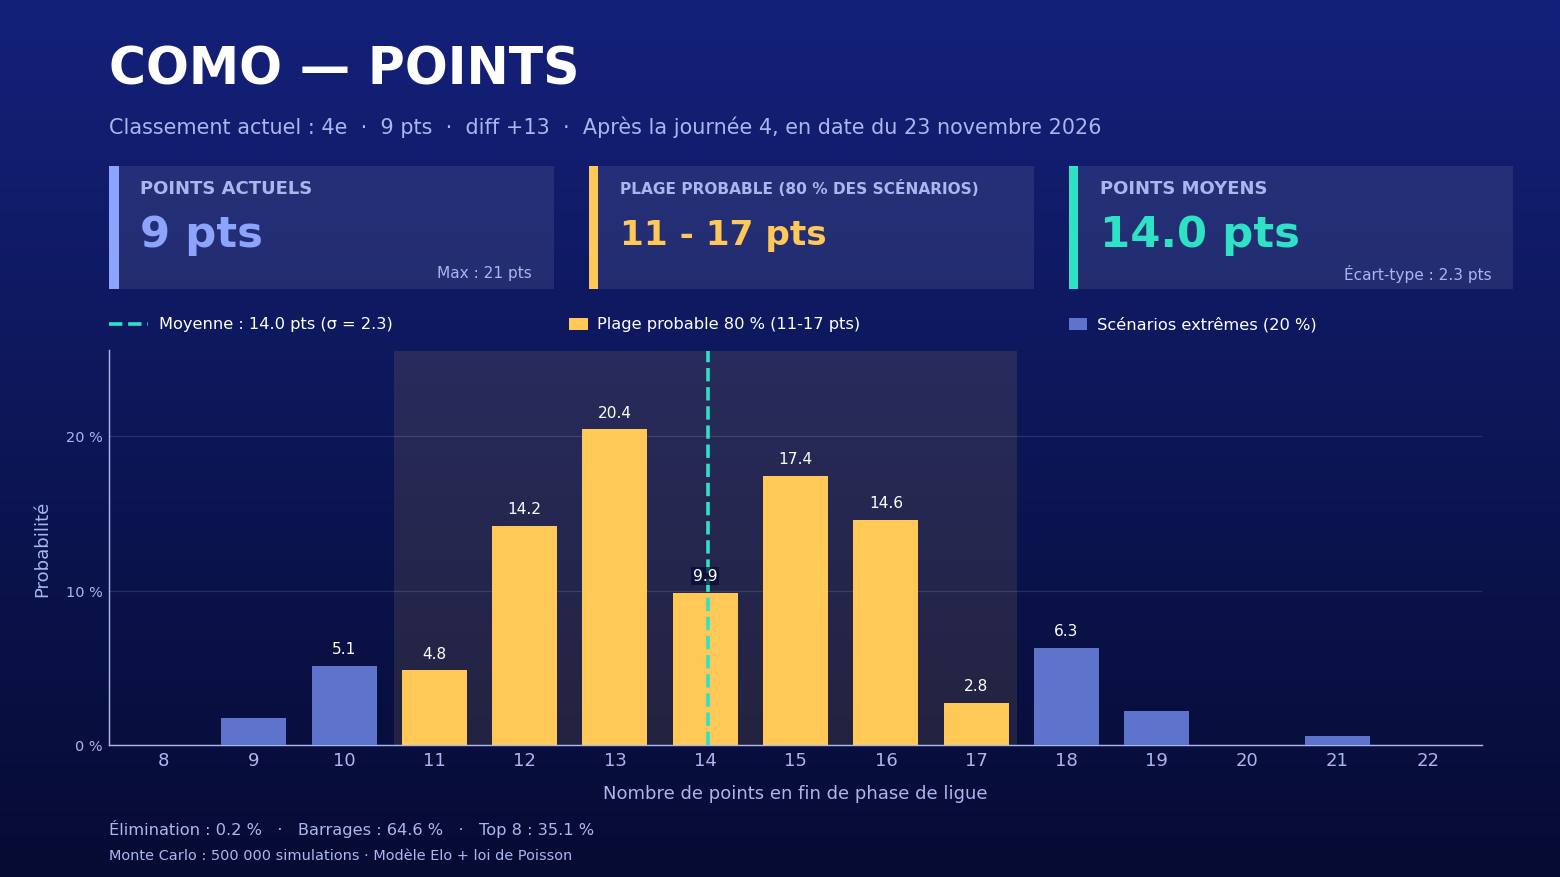 COMO — POINTS
Classement actuel : 4e · 9 pts · diff +13 · Après la journée 4, en date du 23 novembre 2026
POINTS ACTUELS
9 pts
Max : 21 pts
PLAGE PROBABLE (80 % DES SCÉNARIOS)
11 - 17 pts
POINTS MOYENS
14.0 pts
Écart-type : 2.3 pts
Moyenne : 14.0 pts (σ = 2.3)
Plage probable 80 % (11-17 pts)
Scénarios extrêmes (20 %)
Probabilité
20 %
10 %
0 %
5.1
4.8
14.2
20.4
9.9
17.4
14.6
2.8
6.3
8 9 10 11 12 13 14 15 16 17 18 19 20 21 22
Nombre de points en fin de phase de ligue
Élimination : 0.2 % · Barrages : 64.6 % · Top 8 : 35.1 %
Monte Carlo : 500 000 simulations · Modèle Elo + loi de Poisson